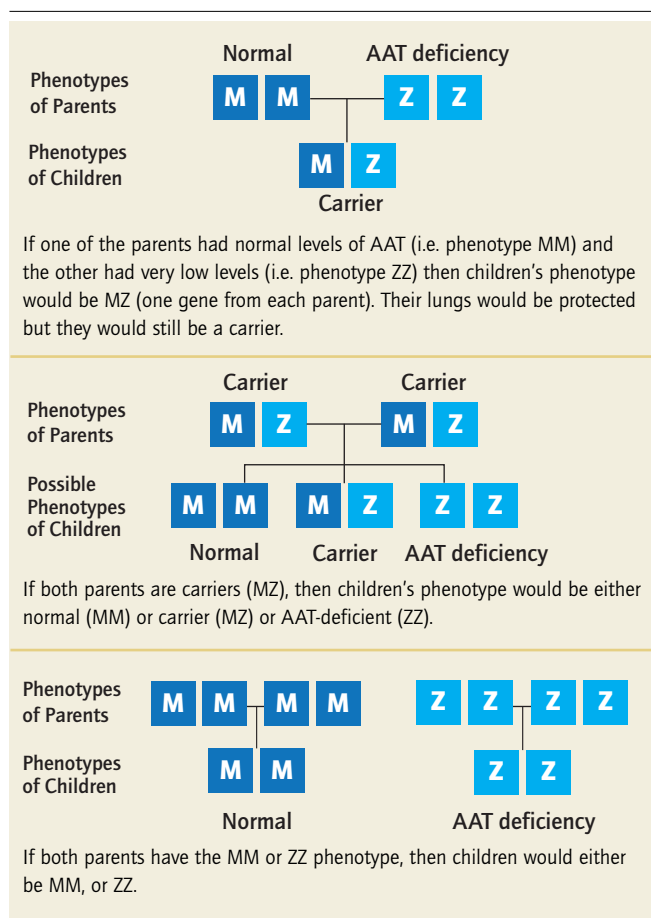 Normal AAT deficiency
Phenotypes
of Parents
M M Z Z
Phenotypes
of Children
M Z
Carrier
If one of the parents had normal levels of AAT (i.e. phenotype MM) and
the other had very low levels (i.e. phenotype ZZ) then children’s phenotype
would be MZ (one gene from each parent). Their lungs would be protected
but they would still be a carrier.
Carrier Carrier
Phenotypes
of Parents
M Z M Z
Possible
Phenotypes
of Children
M M M Z Z Z
Normal Carrier AAT deficiency
If both parents are carriers (MZ), then children’s phenotype would be either
normal (MM) or carrier (MZ) or AAT-deficient (ZZ).
Phenotypes
of Parents
M M M M Z Z Z Z
Phenotypes
of Children
M M Z Z
Normal AAT deficiency
If both parents have the MM or ZZ phenotype, then children would either
be MM, or ZZ.